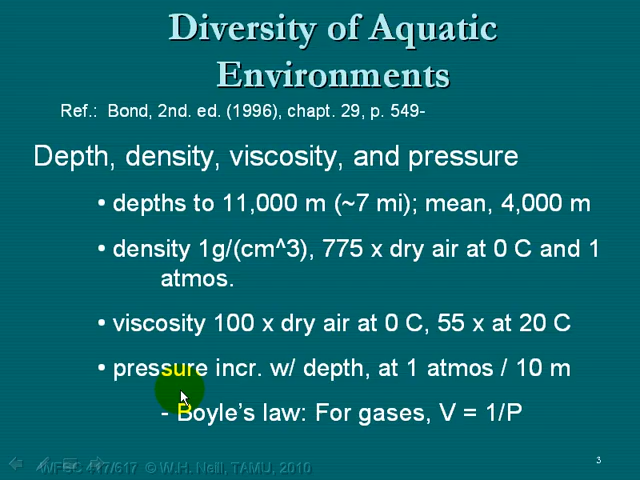 Diversity of Aquatic
Environments
Ref.: Bond, 2nd. ed. (1996), chapt. 29, p. 549-
Depth, density, viscosity, and pressure
• depths to 11,000 m (~7 mi); mean, 4,000 m
• density 1g/(cm^3), 775 x dry air at 0 C and 1
atmos.
• viscosity 100 x dry air at 0 C, 55 x at 20 C
• pressure incr. w/ depth, at 1 atmos / 10 m
- Boyle's law: For gases, V = 1/P
WFSC 417/617 © W.H. Neill, TAMU, 2010
3